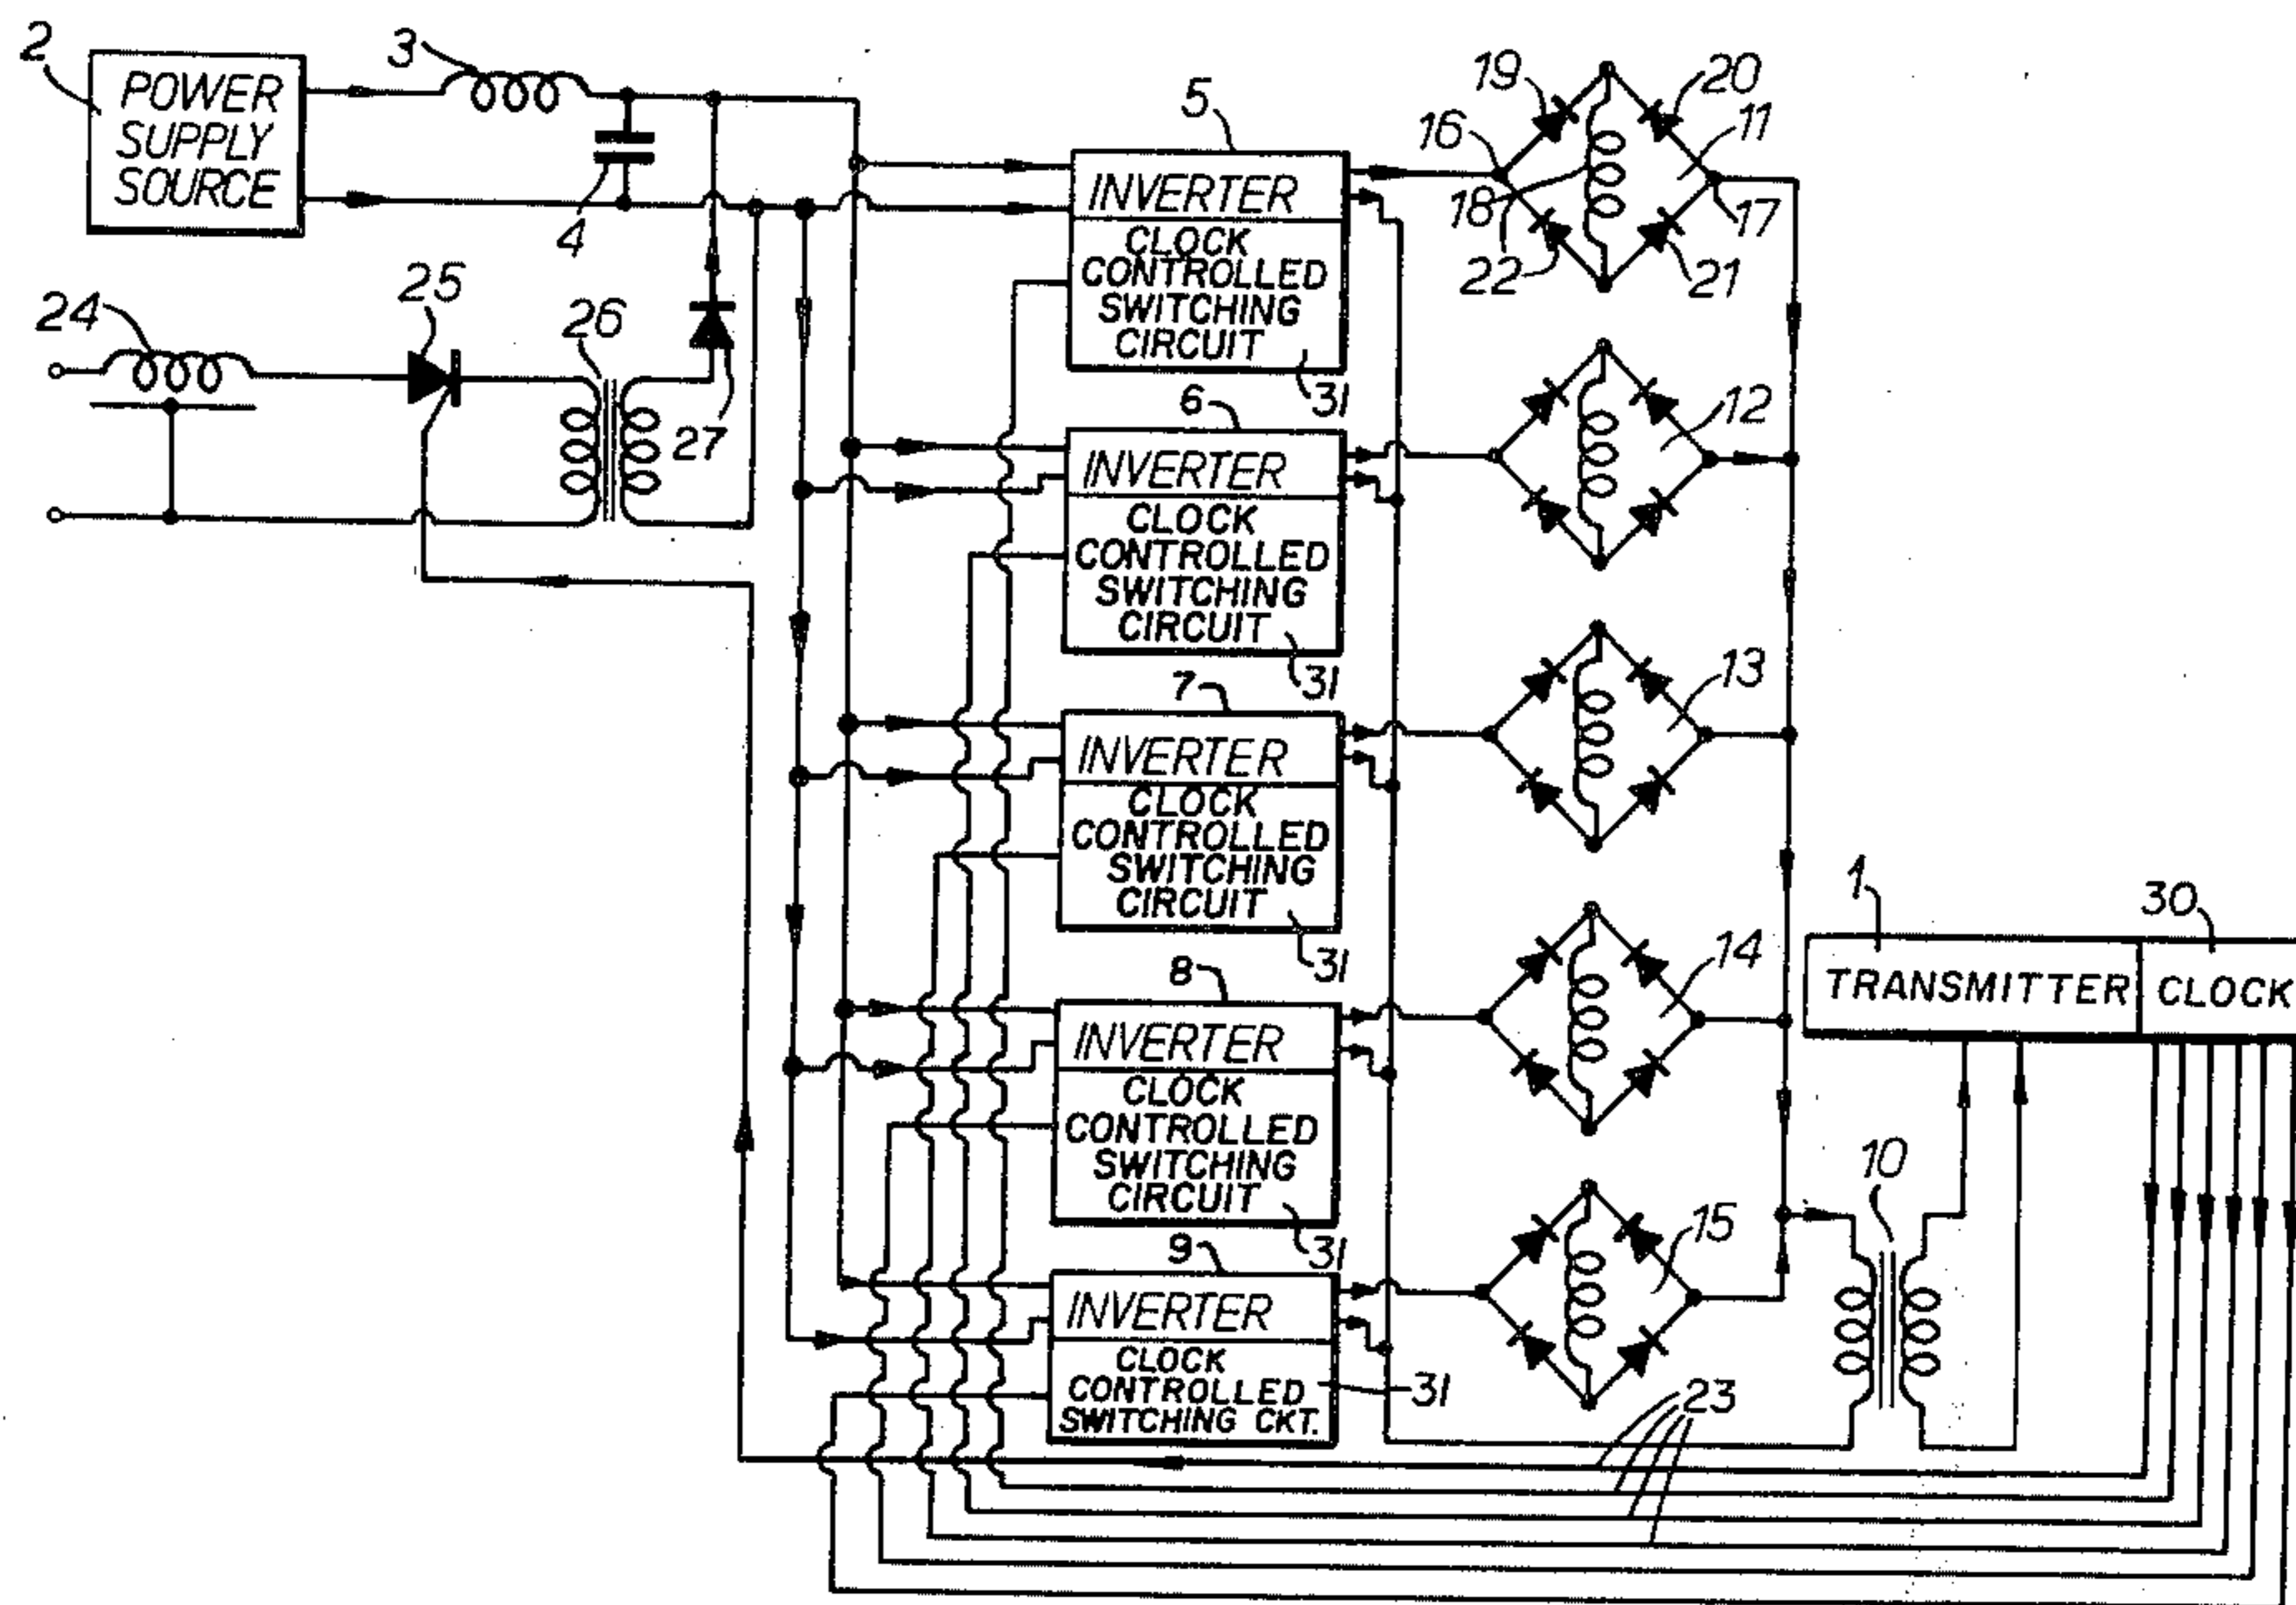 2
POWER
SUPPLY
SOURCE
3
4
24
25
26
27
5
INVERTER
CLOCK
CONTROLLED
SWITCHING
CIRCUIT
31
6
INVERTER
CLOCK
CONTROLLED
SWITCHING
CIRCUIT
31
7
INVERTER
CLOCK
CONTROLLED
SWITCHING
CIRCUIT
31
8
INVERTER
CLOCK
CONTROLLED
SWITCHING
CIRCUIT
31
9
INVERTER
CLOCK
CONTROLLED
SWITCHING CKT.
31
19
20
16
11
18
17
22
21
12
13
14
15
1
30
TRANSMITTER
CLOCK
10
23